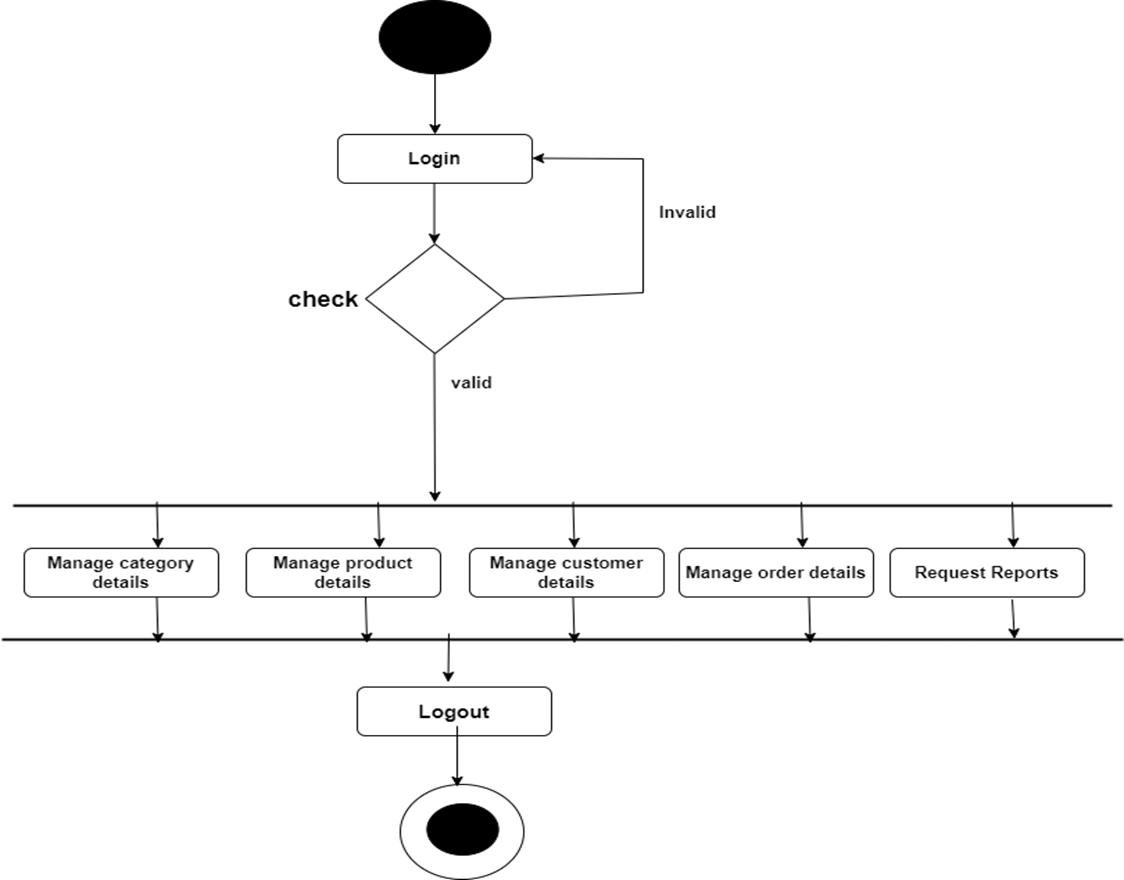 Login
Invalid
check
valid
Manage category
details
Manage product
details
Manage customer
details
Manage order details
Request Reports
Logout